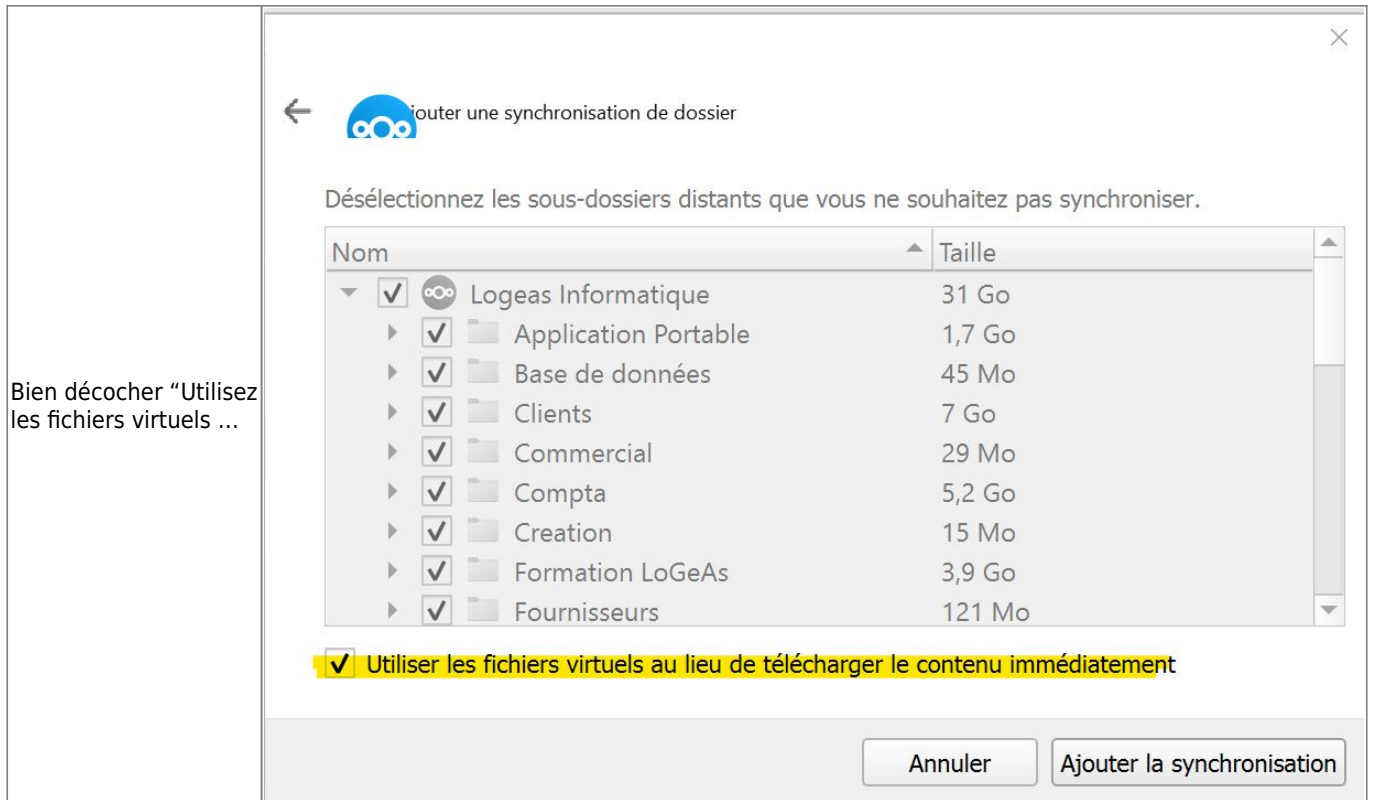 Bien décocher “Utilisez
les fichiers virtuels ...
jouter une synchronisation de dossier
Désélectionnez les sous-dossiers distants que vous ne souhaitez pas synchroniser.
Nom Taille
Logeas Informatique 31 Go
Application Portable 1,7 Go
Base de données 45 Mo
Clients 7 Go
Commercial 29 Mo
Compta 5,2 Go
Creation 15 Mo
Formation LoGeAs 3,9 Go
Fournisseurs 121 Mo
Utiliser les fichiers virtuels au lieu de télécharger le contenu immédiatement
Annuler Ajouter la synchronisation